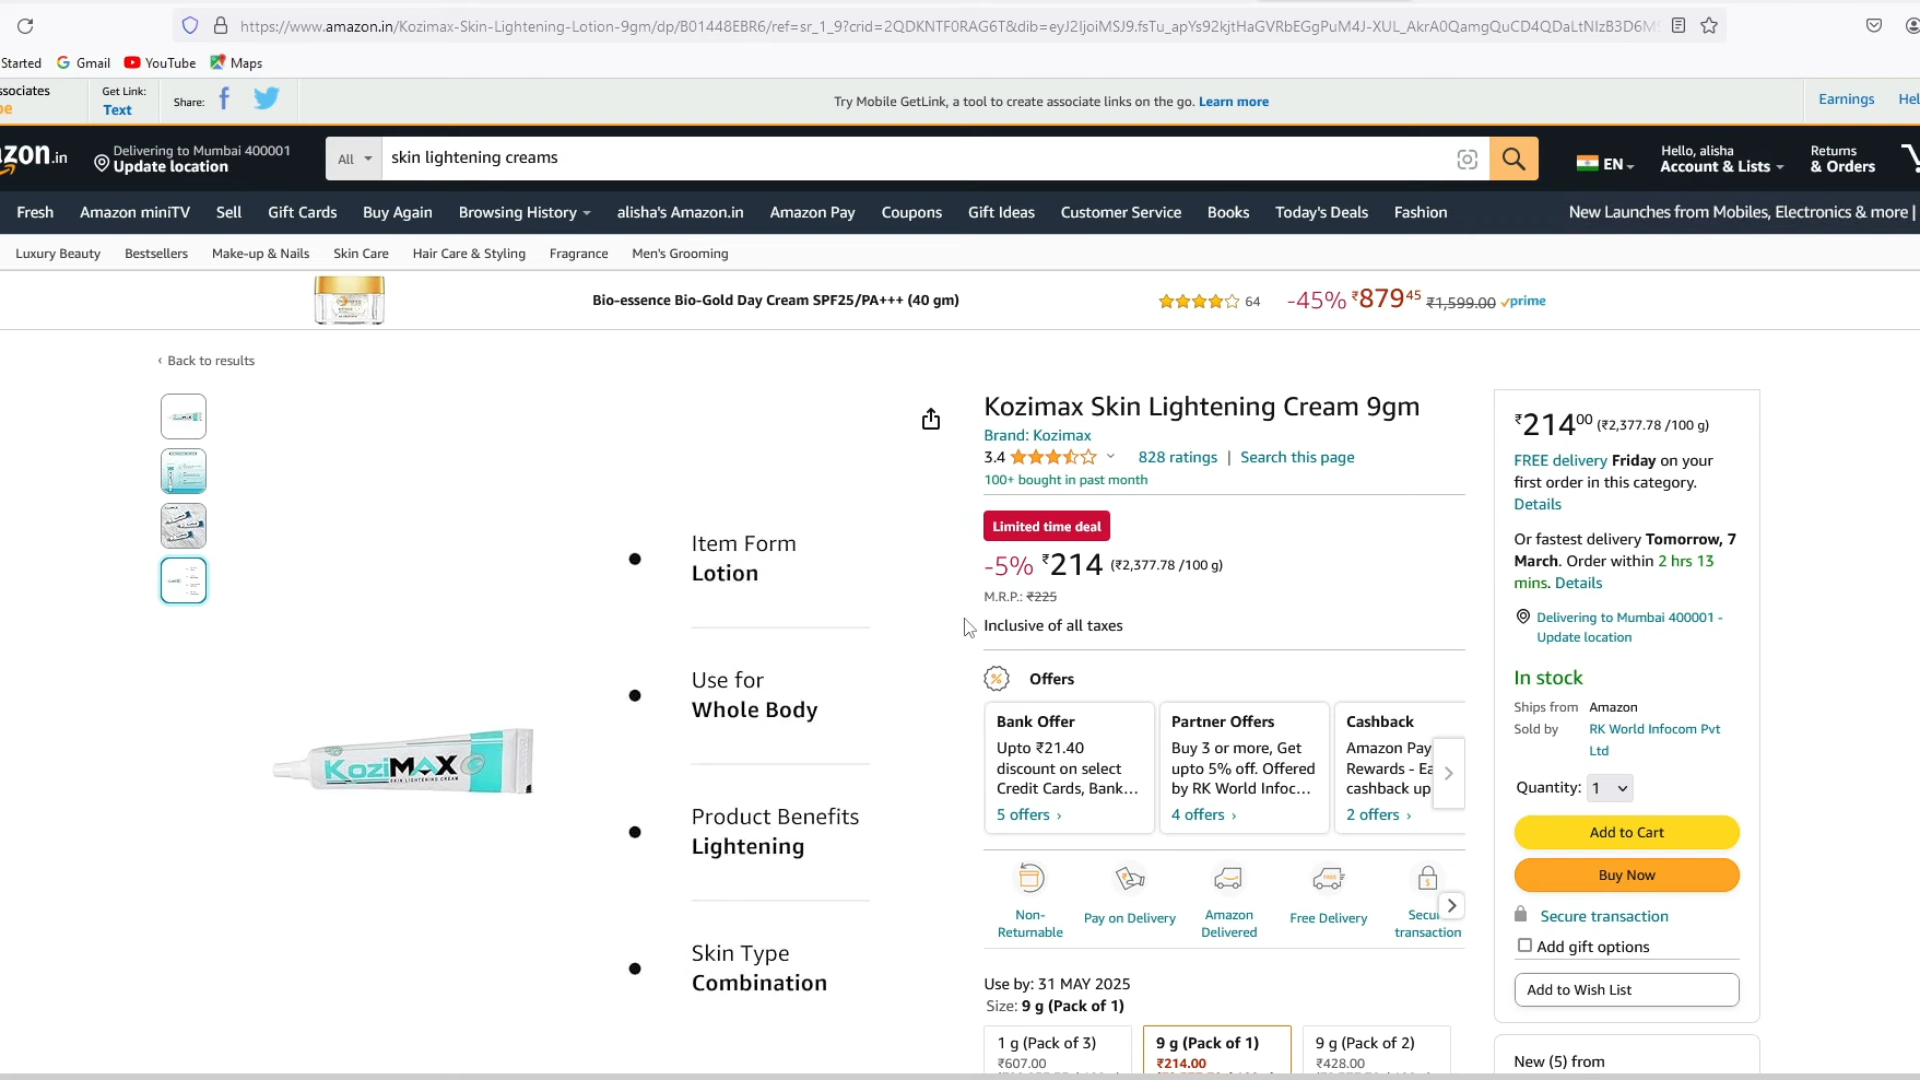 https://www.amazon.in/Kozimax-Skin-Lightening-Lotion-9gm/dp/B01448EBR6/ref=sr_1_9?crid=2QDKNTF0RAG6T&dib=
Started Gmail YouTube Maps
Get Link:
Text
Share:
Try Mobile GetLink, a tool to create associate links on the go. Learn more
Earnings
Delivering to Mumbai 400001
Update location
All
skin lightening creams
EN
Hello, alisha
Account & Lists
Returns
& Orders
Fresh Amazon miniTV Sell Gift Cards Buy Again Browsing History alisha's Amazon.in Amazon Pay Coupons Gift Ideas Customer Service Books Today's Deals Fashion New Launches from Mobiles, Electronics & more |
Luxury Beauty Bestsellers Make-up & Nails Skin Care Hair Care & Styling Fragrance Men's Grooming
Bio-essence Bio-Gold Day Cream SPF25/PA+++ (40 gm) 64 -45% ₹879 45 ₹1,599.00 prime
‹ Back to results
Item Form
Lotion
Use for
Whole Body
Product Benefits
Lightening
Skin Type
Combination
KoziMAX
SKIN LIGHTENING CREAM
Kozimax Skin Lightening Cream 9gm
Brand: Kozimax
3.4 828 ratings | Search this page
100+ bought in past month
Limited time deal
-5% ₹214 (₹2,377.78 /100 g)
M.R.P.: ₹225
Inclusive of all taxes
Offers
Bank Offer
Upto ₹21.40
discount on select
Credit Cards, Bank...
5 offers ›
Partner Offers
Buy 3 or more, Get
upto 5% off. Offered
by RK World Infoc...
4 offers ›
Cashback
Amazon Pay
Rewards - Ea
cashback up
2 offers ›
Non-
Returnable
Pay on Delivery
Amazon
Delivered
Free Delivery
Secu
transaction
Use by: 31 MAY 2025
Size: 9 g (Pack of 1)
1 g (Pack of 3)
₹607.00
9 g (Pack of 1)
₹214.00
9 g (Pack of 2)
₹428.00
₹214 00 (₹2,377.78 /100 g)
FREE delivery Friday on your
first order in this category.
Details
Or fastest delivery Tomorrow, 7
March. Order within 2 hrs 13
mins. Details
Delivering to Mumbai 400001 -
Update location
In stock
Ships from Amazon
Sold by RK World Infocom Pvt
Ltd
Quantity: 1
Add to Cart
Buy Now
Secure transaction
Add gift options
Add to Wish List
New (5) from